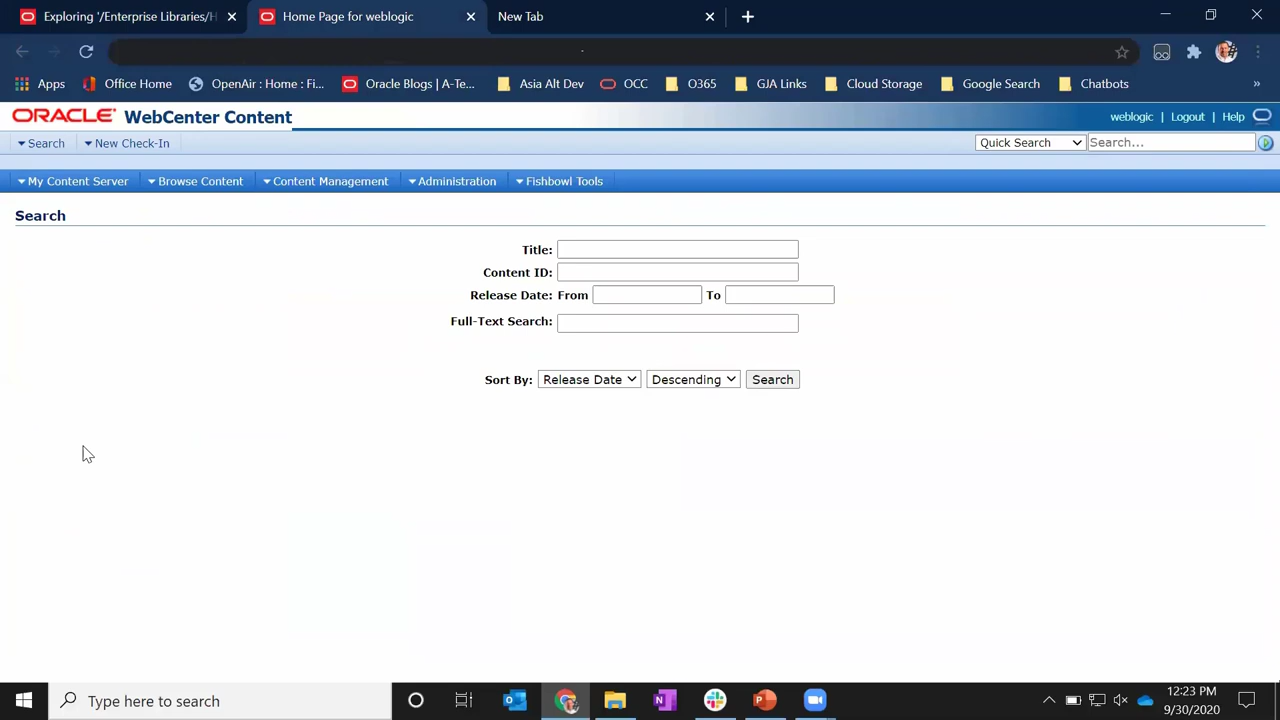 Exploring '/Enterprise Libraries/H
Home Page for weblogic
New Tab
Apps
Office Home
OpenAir : Home : Fi...
Oracle Blogs | A-Te...
Asia Alt Dev
OCC
O365
GJA Links
Cloud Storage
Google Search
Chatbots
»
ORACLE WebCenter Content
weblogic | Logout | Help
Search
New Check-In
Quick Search
Search...
My Content Server
Browse Content
Content Management
Administration
Fishbowl Tools
Search
Title:
Content ID:
Release Date: From To
Full-Text Search:
Sort By: Release Date Descending Search
Type here to search
12:23 PM
9/30/2020